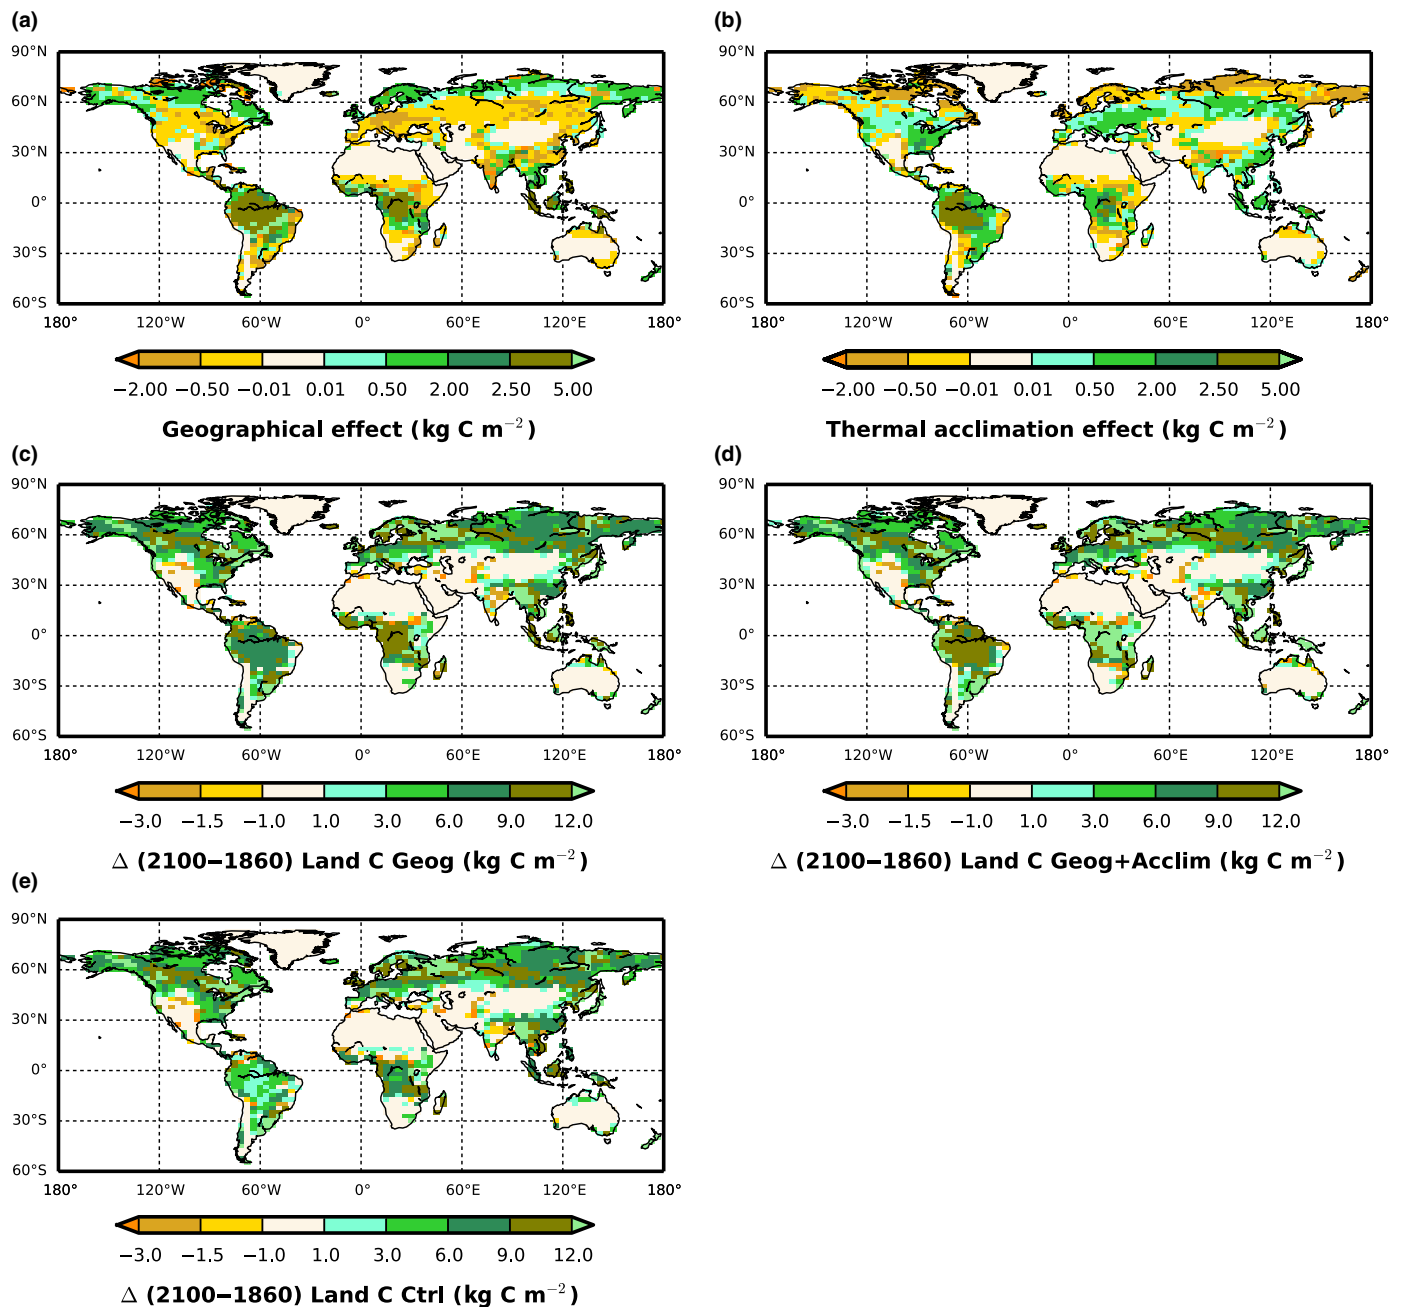 (a)
(b)
90°N
60°N
30°N
0°
30°S
60°S
180°
120°W
60°W
0°
60°E
120°E
180°
−2.00 −0.50 −0.01 0.01 0.50 2.00 2.50 5.00
Geographical effect (kg C m−2)
90°N
60°N
30°N
0°
30°S
60°S
180°
120°W
60°W
0°
60°E
120°E
180°
−2.00 −0.50 −0.01 0.01 0.50 2.00 2.50 5.00
Thermal acclimation effect (kg C m−2)
(c)
(d)
90°N
60°N
30°N
0°
30°S
60°S
180°
120°W
60°W
0°
60°E
120°E
180°
−3.0 −1.5 −1.0 1.0 3.0 6.0 9.0 12.0
Δ (2100−1860) Land C Geog (kg C m−2)
90°N
60°N
30°N
0°
30°S
60°S
180°
120°W
60°W
0°
60°E
120°E
180°
−3.0 −1.5 −1.0 1.0 3.0 6.0 9.0 12.0
Δ (2100−1860) Land C Geog+Acclim (kg C m−2)
(e)
90°N
60°N
30°N
0°
30°S
60°S
180°
120°W
60°W
0°
60°E
120°E
180°
−3.0 −1.5 −1.0 1.0 3.0 6.0 9.0 12.0
Δ (2100−1860) Land C Ctrl (kg C m−2)